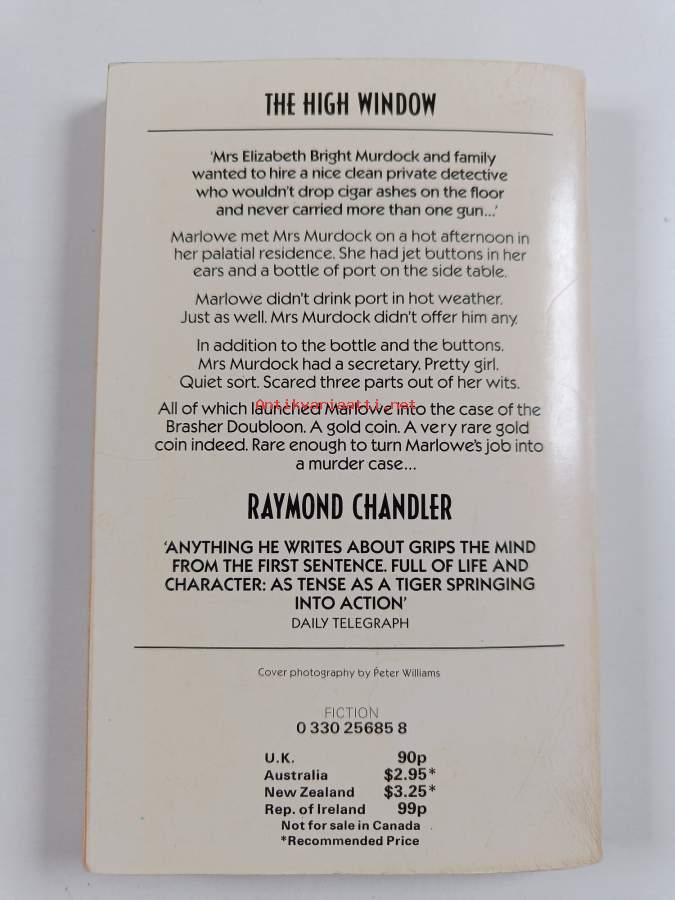 THE HIGH WINDOW
'Mrs Elizabeth Bright Murdock and family
wanted to hire a nice clean private detective
who wouldn't drop cigar ashes on the floor
and never carried more than one gun...'
Marlowe met Mrs Murdock on a hot afternoon in
her palatial residence. She had jet buttons in her
ears and a bottle of port on the side table.
Marlowe didn't drink port in hot weather.
Just as well. Mrs Murdock didn't offer him any.
In addition to the bottle and the buttons.
Mrs Murdock had a secretary. Pretty girl.
Quiet sort. Scared three parts out of her wits.
Antikvariaatti.net
All of which launched Marlowe into the case of the
Brasher Doubloon. A gold coin. A very rare gold
coin indeed. Rare enough to turn Marlowe's job into
a murder case...
RAYMOND CHANDLER
'ANYTHING HE WRITES ABOUT GRIPS THE MIND
FROM THE FIRST SENTENCE. FULL OF LIFE AND
CHARACTER: AS TENSE AS A TIGER SPRINGING
INTO ACTION'
DAILY TELEGRAPH
Cover photography by Peter Williams
FICTION
0 330 25685 8
U.K. 90p
Australia $2.95*
New Zealand $3.25*
Rep. of Ireland 99p
Not for sale in Canada
*Recommended Price